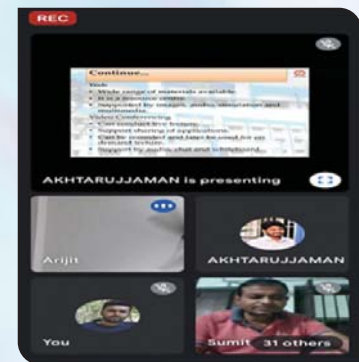 REC
Continue...
Web
• Wide range of materials available.
• It is a resource centre.
• Supported by images, audio, simulation and multimedia.
Video Conferencing
• Can conduct live lecture.
• Support sharing of applications.
• Can be recorded and later be used for on demand lecture.
• Support by audio, chat and whiteboard.
AKHTARUJJAMAN is presenting
Arijit
AKHTARUJJAMAN
You
Sumit
31 others